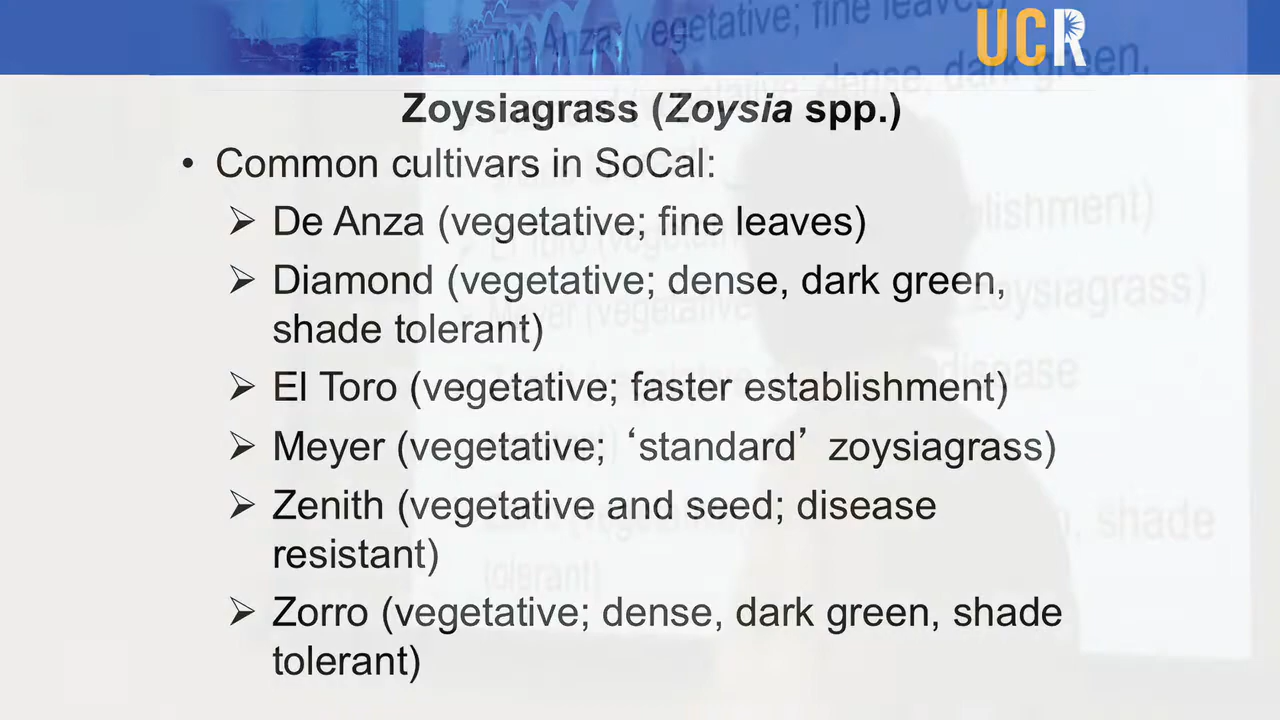 UCR
Zoysiagrass (Zoysia spp.)
• Common cultivars in SoCal:
➢ De Anza (vegetative; fine leaves)
➢ Diamond (vegetative; dense, dark green,
shade tolerant)
➢ El Toro (vegetative; faster establishment)
➢ Meyer (vegetative; ‘standard’ zoysiagrass)
➢ Zenith (vegetative and seed; disease
resistant)
➢ Zorro (vegetative; dense, dark green, shade
tolerant)